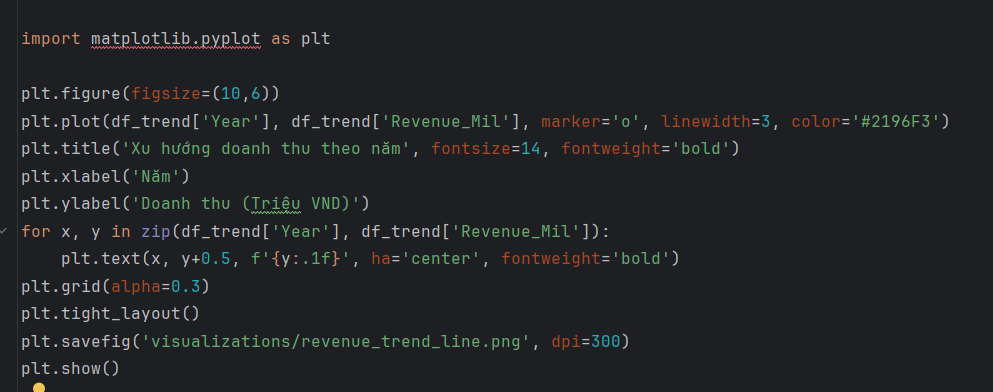 import matplotlib.pyplot as plt
plt.figure(figsize=(10,6))
plt.plot(df_trend['Year'], df_trend['Revenue_Mil'], marker='o', linewidth=3, color='#2196F3')
plt.title('Xu hướng doanh thu theo năm', fontsize=14, fontweight='bold')
plt.xlabel('Năm')
plt.ylabel('Doanh thu (Triệu VND)')
for x, y in zip(df_trend['Year'], df_trend['Revenue_Mil']):
    plt.text(x, y+0.5, f'{y:.1f}', ha='center', fontweight='bold')
plt.grid(alpha=0.3)
plt.tight_layout()
plt.savefig('visualizations/revenue_trend_line.png', dpi=300)
plt.show()